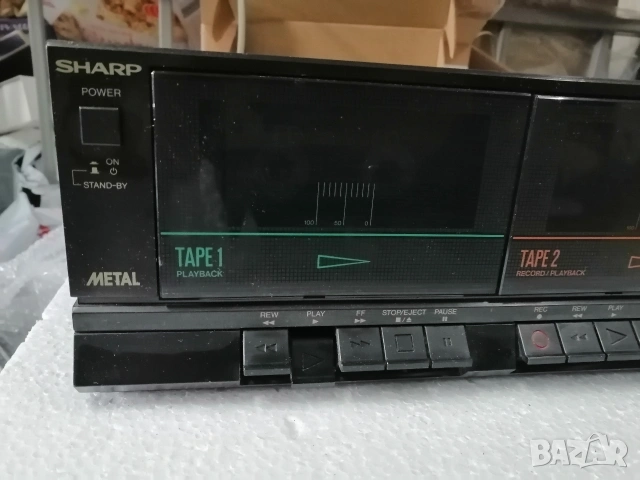 SHARP
POWER
ON
STAND-BY
100 50 0
TAPE 1
PLAYBACK
TAPE 2
RECORD/PLAYBACK
METAL
REW PLAY FF STOP/EJECT PAUSE
REC REW PLAY
BAZAR